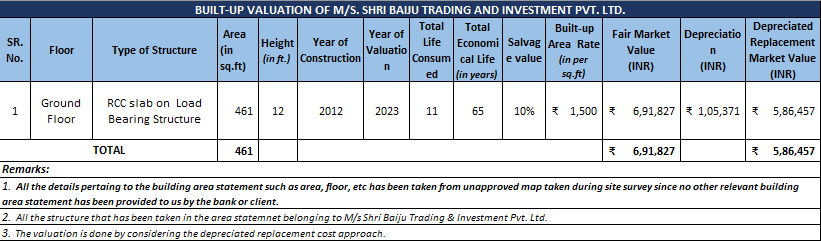 BUILT-UP VALUATION OF M/S. SHRI BAIJU TRADING AND INVESTMENT PVT. LTD.
SR. No. Floor Type of Structure Area (in sq.ft) Height (in ft.) Year of Construction Year of Valuatio n Total Life Consum ed Total Economi cal Life (in years) Salvag e value Built-up Area Rate (in per sq.ft) Fair Market Value (INR) Depreciatio n (INR) Depreciated Replacement Market Value (INR)
1 Ground Floor RCC slab on Load Bearing Structure 461 12 2012 2023 11 65 10% ₹ 1,500 ₹ 6,91,827 ₹ 1,05,371 ₹ 5,86,457
TOTAL 461 ₹ 6,91,827 ₹ 5,86,457
Remarks:
1. All the details pertaing to the building area statement such as area, floor, etc has been taken from unapproved map taken during site survey since no other relevant building
area statement has been provided to us by the bank or client.
2. All the structure that has been taken in the area statemnet belonging to M/s Shri Baiju Trading & Investment Pvt. Ltd.
3. The valuation is done by considering the depreciated replacement cost approach.